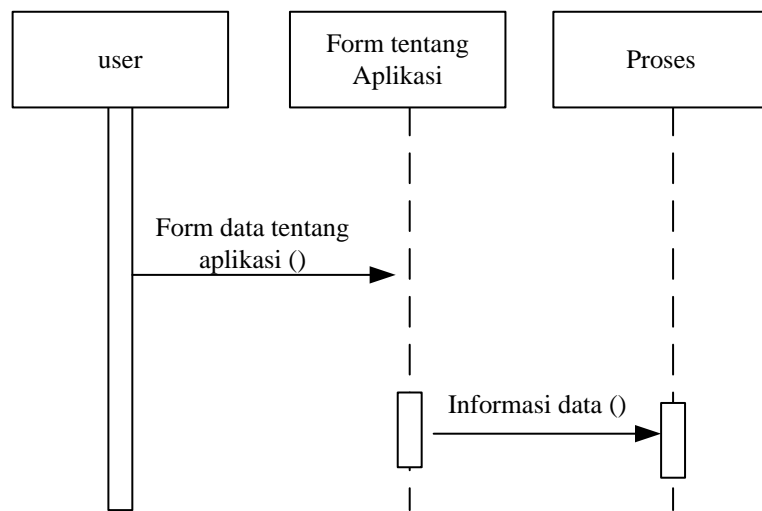 user
Form tentang
Aplikasi
Proses
Form data tentang
aplikasi ()
Informasi data ()